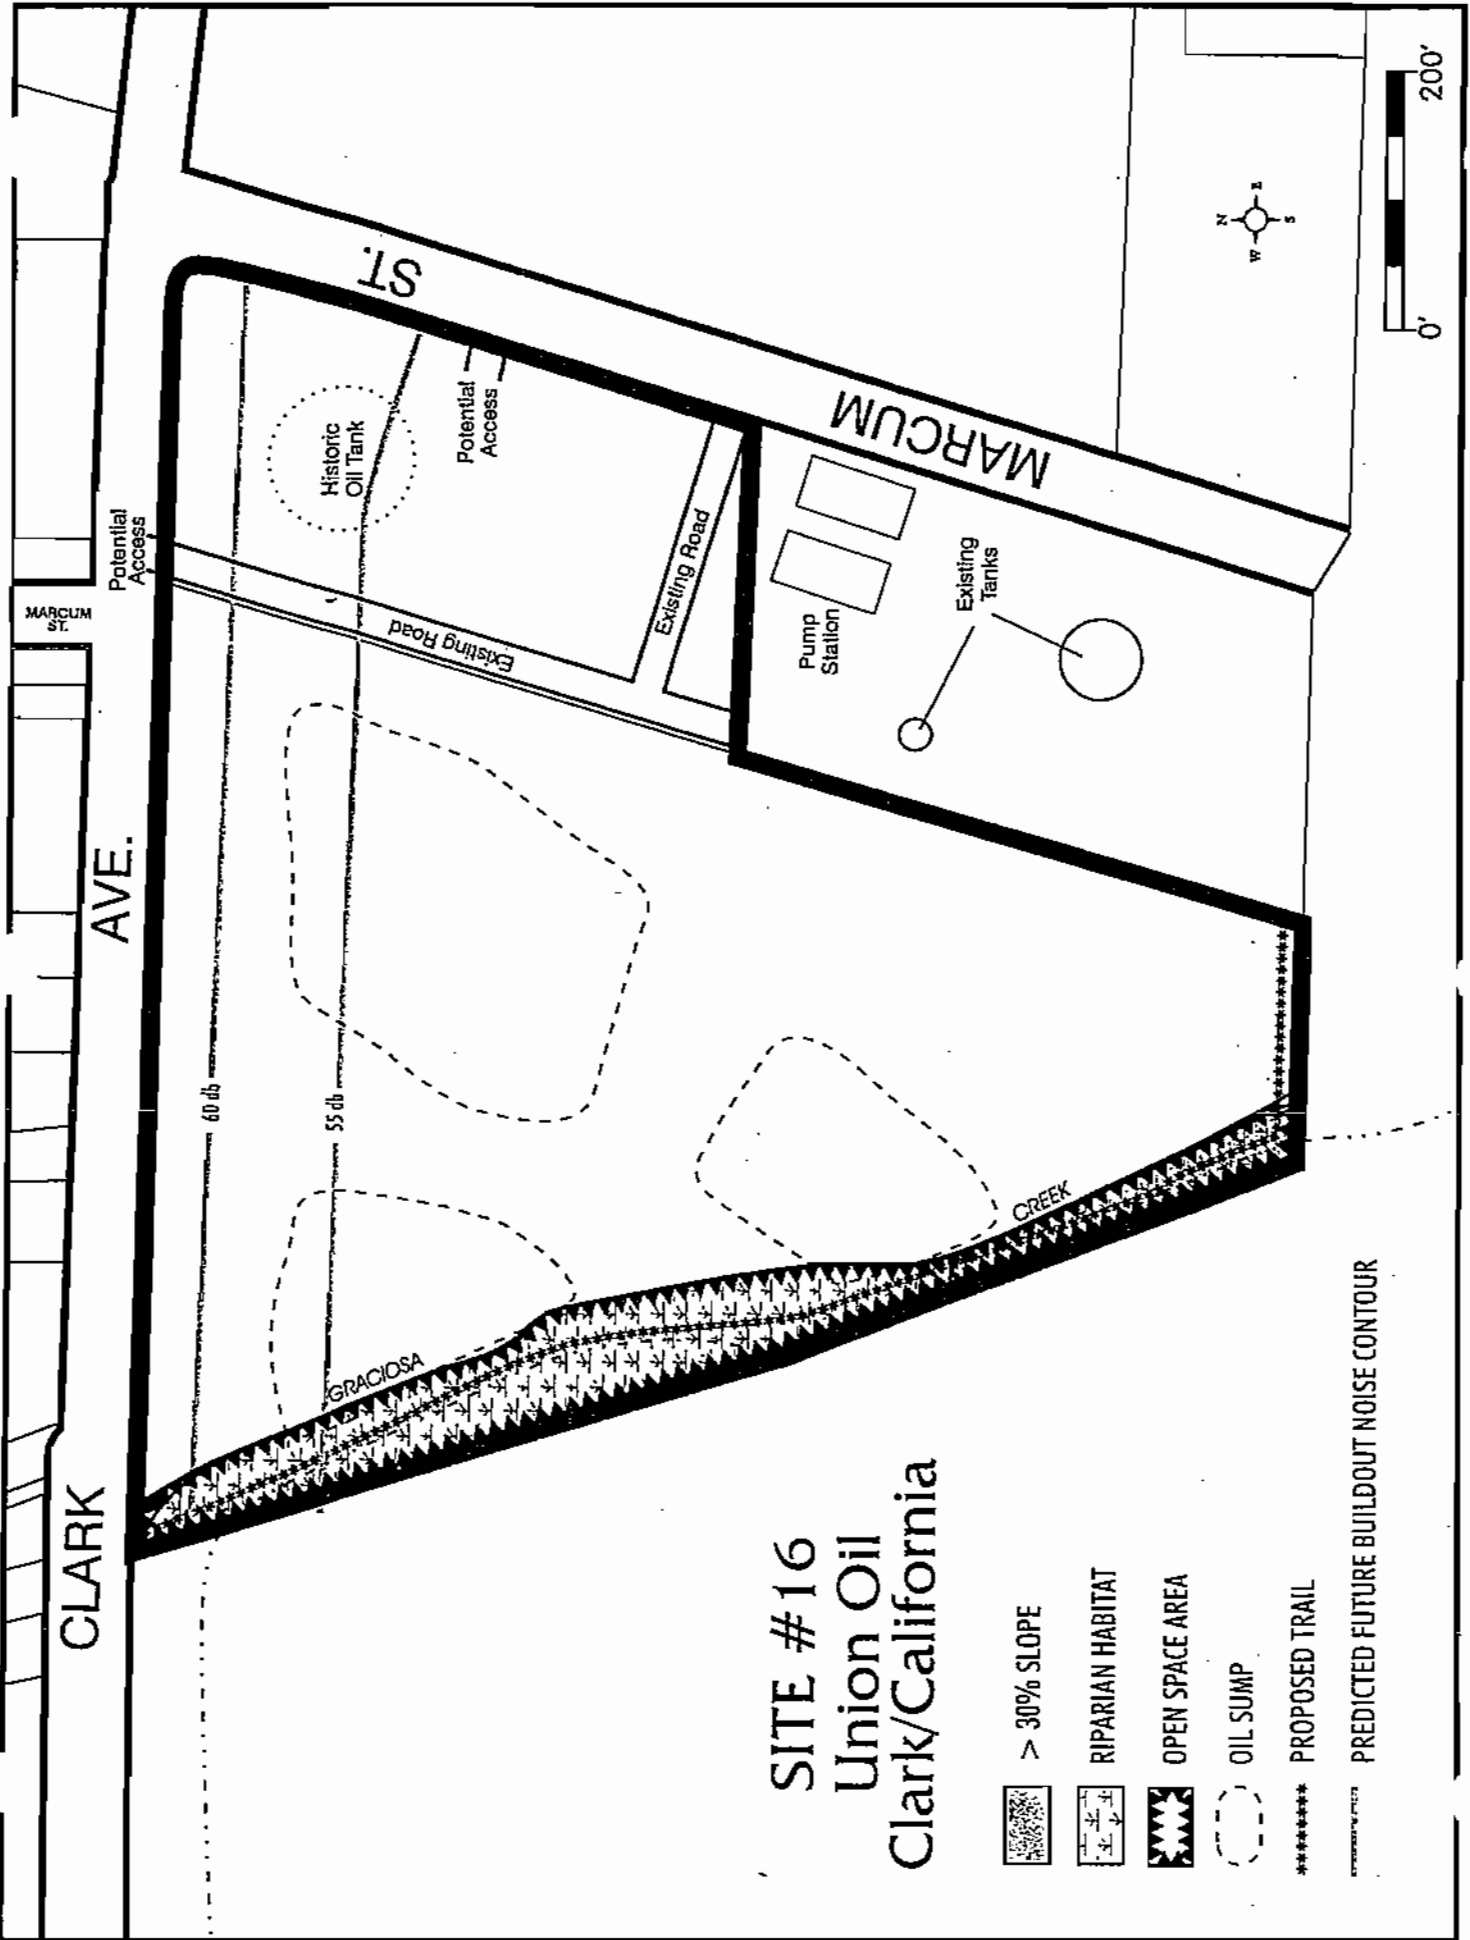 CLARK
AVE.
MARCUM
ST.
Potential
Access
60 db
55 db
Historic
Oil Tank
Potential
Access
ST.
MARCUM
Existing Road
Existing Road
Pump
Station
Existing
Tanks
GRACIOSA
CREEK
N
W
E
S
0'
200'
SITE #16
Union Oil
Clark/California
> 30% SLOPE
RIPARIAN HABITAT
OPEN SPACE AREA
OIL SUMP
PROPOSED TRAIL
PREDICTED FUTURE BUILDOUT NOISE CONTOUR